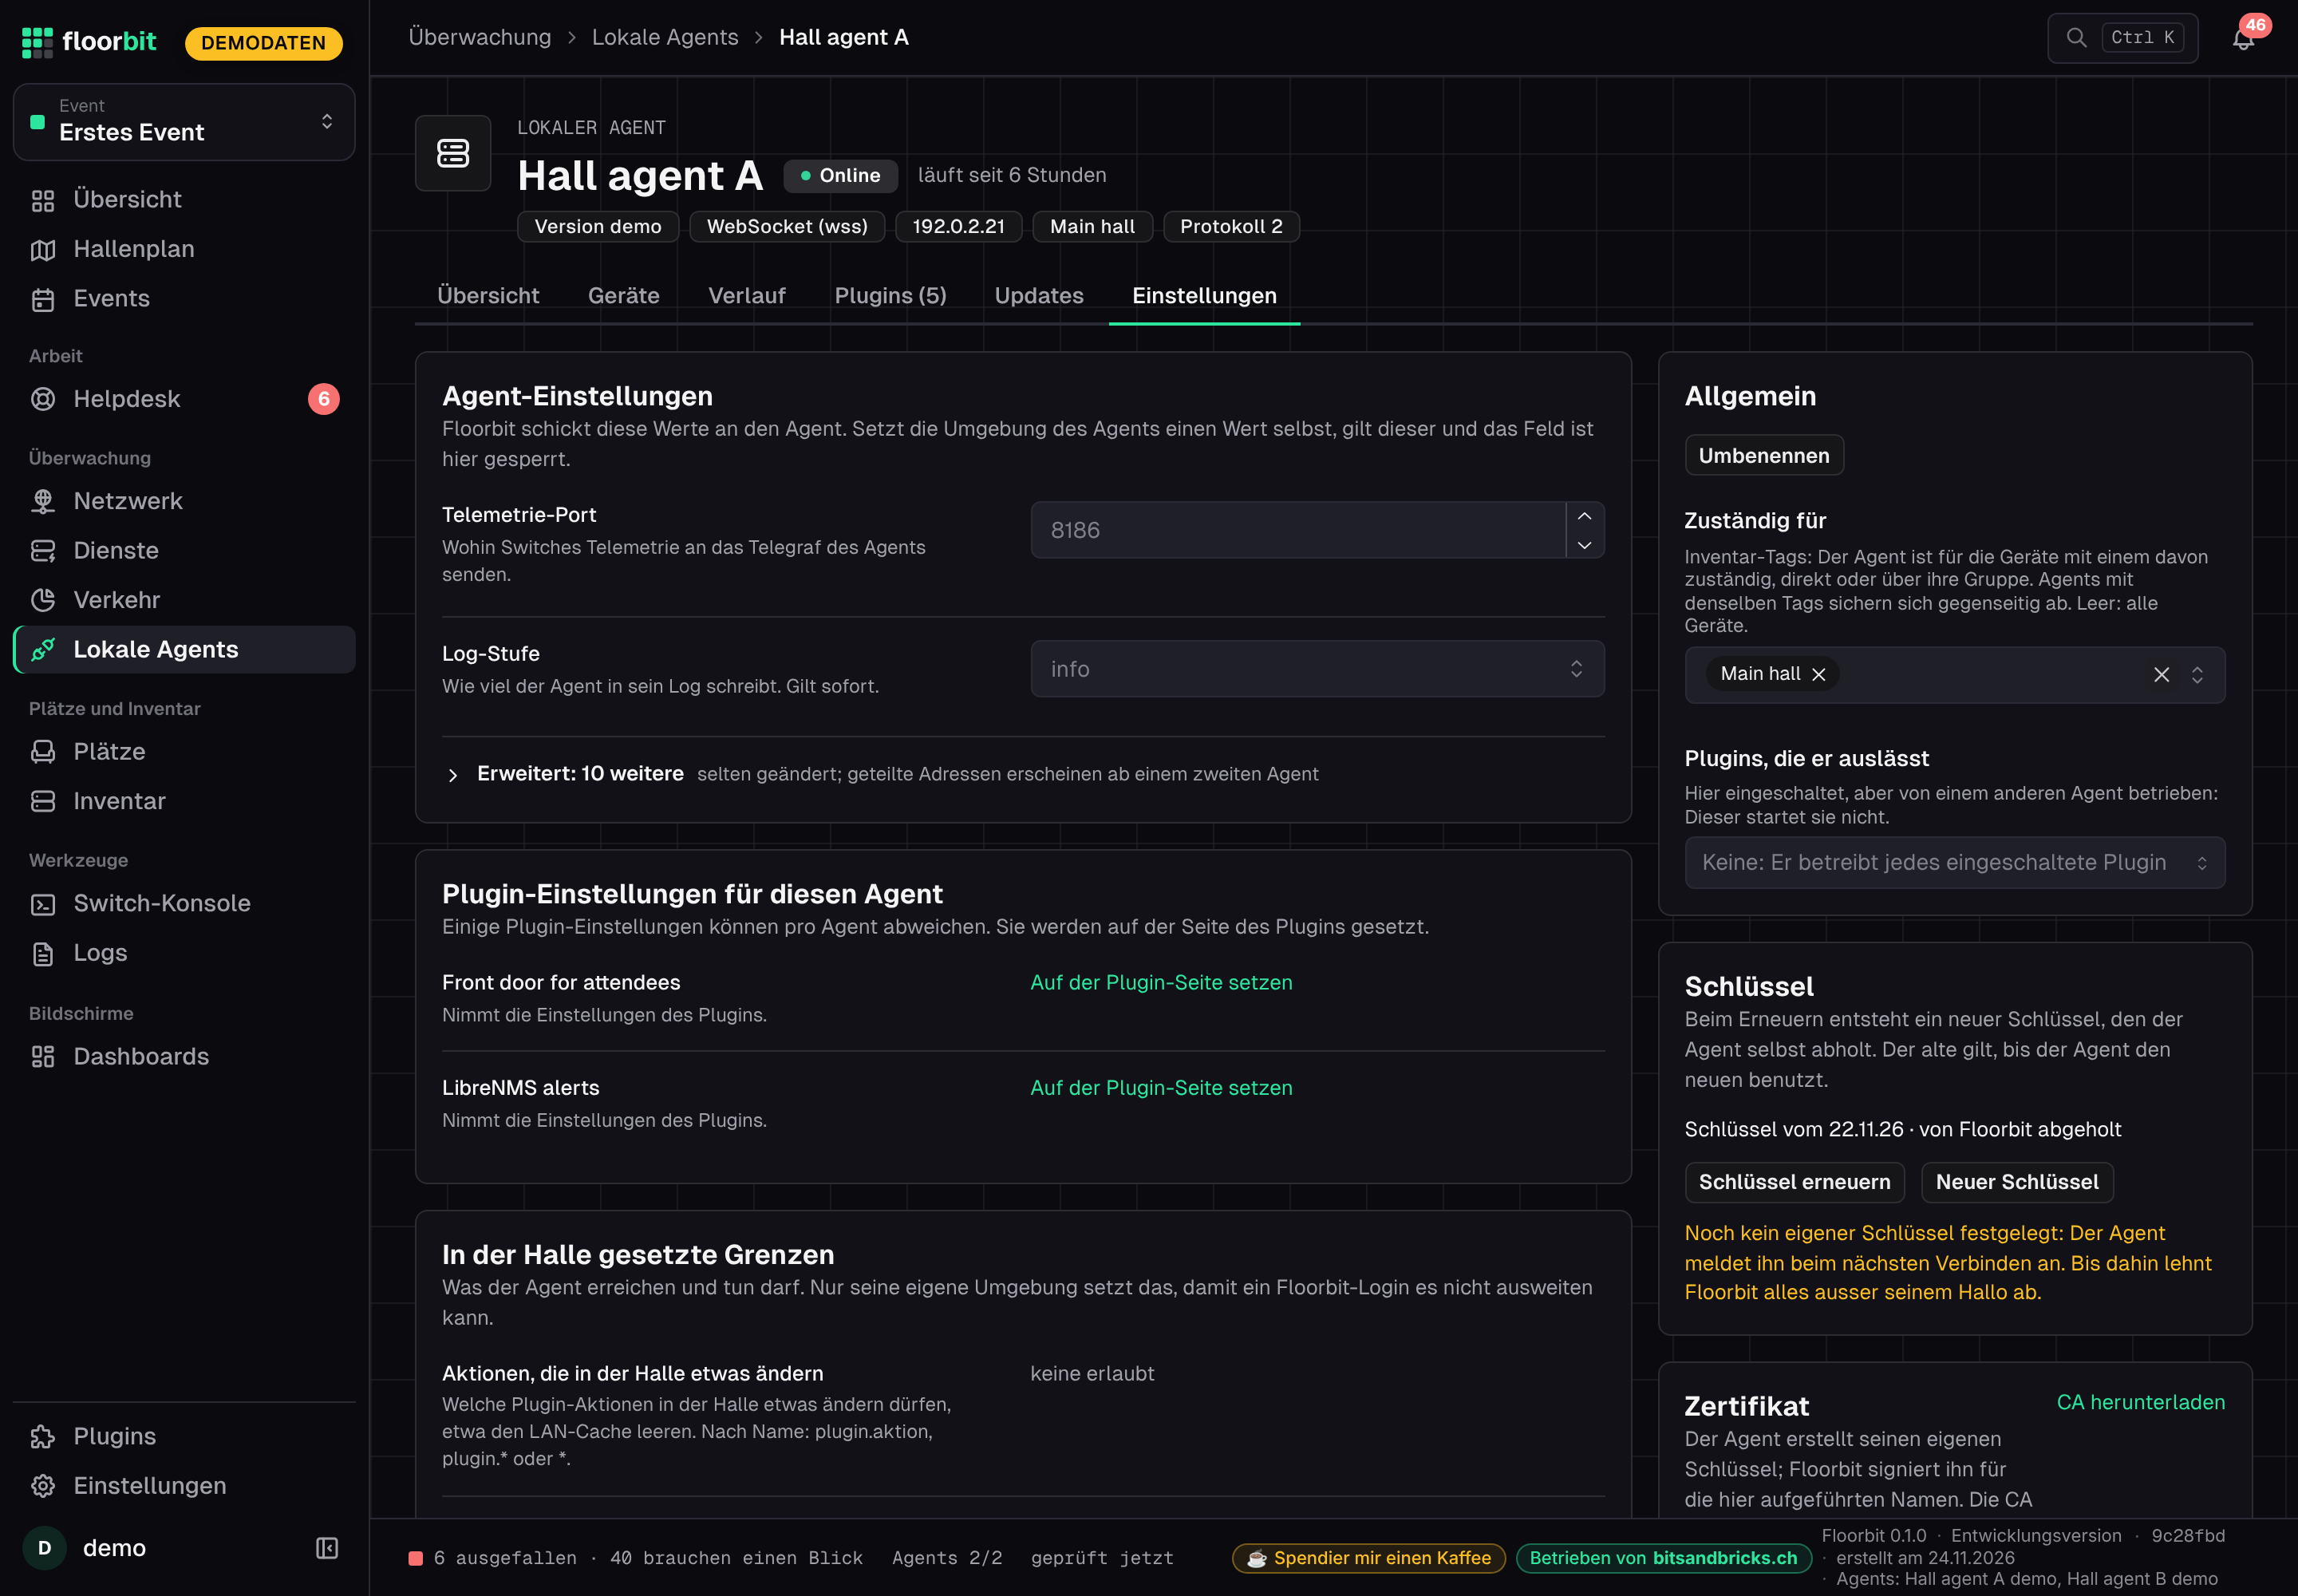 floorbit
DEMODATEN
Event
Erstes Event
Übersicht
Hallenplan
Events
Arbeit
Helpdesk
6
Überwachung
Netzwerk
Dienste
Verkehr
Lokale Agents
Plätze und Inventar
Plätze
Inventar
Werkzeuge
Switch-Konsole
Logs
Bildschirme
Dashboards
Plugins
Einstellungen
D
demo
Überwachung
Lokale Agents
Hall agent A
Ctrl K
46
LOKALER AGENT
Hall agent A
Online
läuft seit 6 Stunden
Version demo
WebSocket (wss)
192.0.2.21
Main hall
Protokoll 2
Übersicht
Geräte
Verlauf
Plugins (5)
Updates
Einstellungen
Agent-Einstellungen
Floorbit schickt diese Werte an den Agent. Setzt die Umgebung des Agents einen Wert selbst, gilt dieser und das Feld ist
hier gesperrt.
Telemetrie-Port
Wohin Switches Telemetrie an das Telegraf des Agents
senden.
8186
Log-Stufe
Wie viel der Agent in sein Log schreibt. Gilt sofort.
info
Erweitert: 10 weitere selten geändert; geteilte Adressen erscheinen ab einem zweiten Agent
Plugin-Einstellungen für diesen Agent
Einige Plugin-Einstellungen können pro Agent abweichen. Sie werden auf der Seite des Plugins gesetzt.
Front door for attendees
Nimmt die Einstellungen des Plugins.
Auf der Plugin-Seite setzen
LibreNMS alerts
Nimmt die Einstellungen des Plugins.
Auf der Plugin-Seite setzen
In der Halle gesetzte Grenzen
Was der Agent erreichen und tun darf. Nur seine eigene Umgebung setzt das, damit ein Floorbit-Login es nicht ausweiten
kann.
Aktionen, die in der Halle etwas ändern
Welche Plugin-Aktionen in der Halle etwas ändern dürfen,
etwa den LAN-Cache leeren. Nach Name: plugin.aktion,
plugin.* oder *.
keine erlaubt
Allgemein
Umbenennen
Zuständig für
Inventar-Tags: Der Agent ist für die Geräte mit einem davon
zuständig, direkt oder über ihre Gruppe. Agents mit
denselben Tags sichern sich gegenseitig ab. Leer: alle
Geräte.
Main hall
Plugins, die er auslässt
Hier eingeschaltet, aber von einem anderen Agent betrieben:
Dieser startet sie nicht.
Keine: Er betreibt jedes eingeschaltete Plugin
Schlüssel
Beim Erneuern entsteht ein neuer Schlüssel, den der
Agent selbst abholt. Der alte gilt, bis der Agent den
neuen benutzt.
Schlüssel vom 22.11.26 · von Floorbit abgeholt
Schlüssel erneuern
Neuer Schlüssel
Noch kein eigener Schlüssel festgelegt: Der Agent
meldet ihn beim nächsten Verbinden an. Bis dahin lehnt
Floorbit alles ausser seinem Hallo ab.
Zertifikat
CA herunterladen
Der Agent erstellt seinen eigenen
Schlüssel; Floorbit signiert ihn für
die hier aufgeführten Namen. Die CA
6 ausgefallen · 40 brauchen einen Blick
Agents 2/2
geprüft jetzt
Spendier mir einen Kaffee
Betrieben von bitsandbricks.ch
Floorbit 0.1.0 · Entwicklungsversion · 9c28fbd
· erstellt am 24.11.2026
· Agents: Hall agent A demo, Hall agent B demo